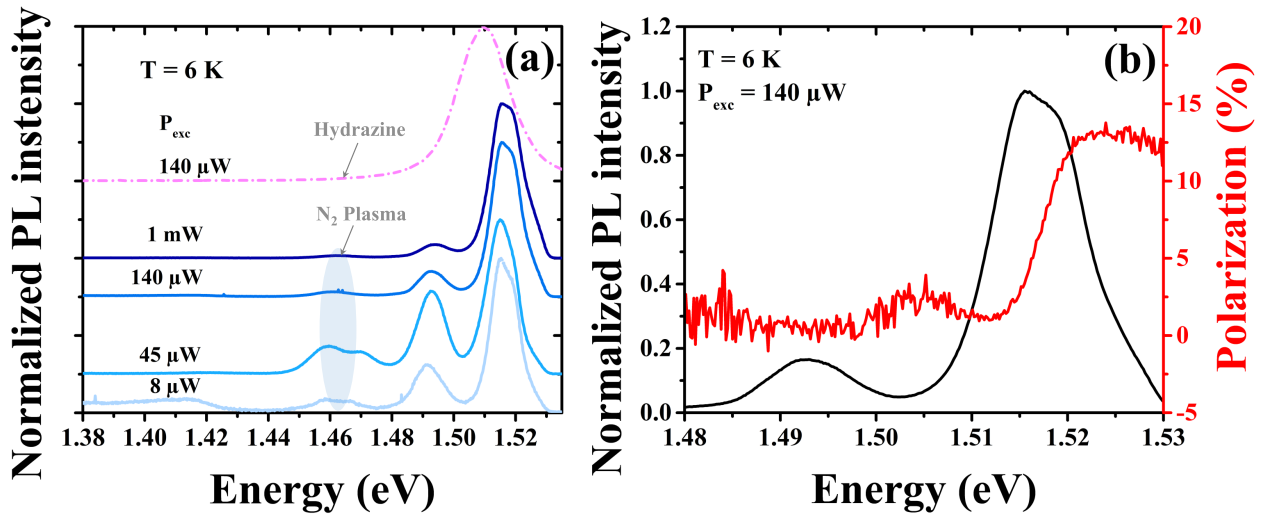 Normalized PL instensity
(a)
T = 6 K
P_exc
140 μW
Hydrazine
N₂ Plasma
1 mW
140 μW
45 μW
8 μW
1.38 1.40 1.42 1.44 1.46 1.48 1.50 1.52
Energy (eV)
Normalized PL intensity
(b)
T = 6 K
P_exc = 140 μW
1.2
1.0
0.8
0.6
0.4
0.2
0.0
20
15
10
5
0
-5
Polarization (%)
1.48 1.49 1.50 1.51 1.52 1.53
Energy (eV)